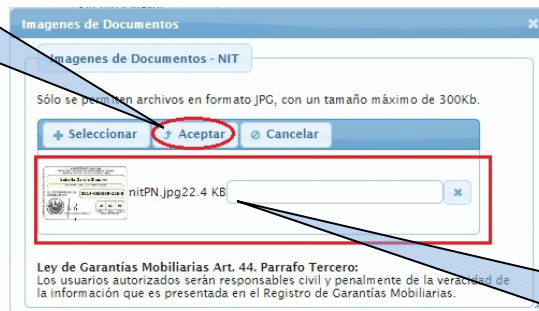 Imagenes de Documentos
Imagenes de Documentos - NIT
Sólo se permiten archivos en formato JPG, con un tamaño máximo de 300Kb.
Seleccionar Aceptar Cancelar
nitPN.jpg22.4 KB
Ley de Garantías Mobiliarias Art. 44. Parrafo Tercero:
Los usuarios autorizados serán responsables civil y penalmente de la veracidad de
la información que es presentada en el Registro de Garantías Mobiliarias.